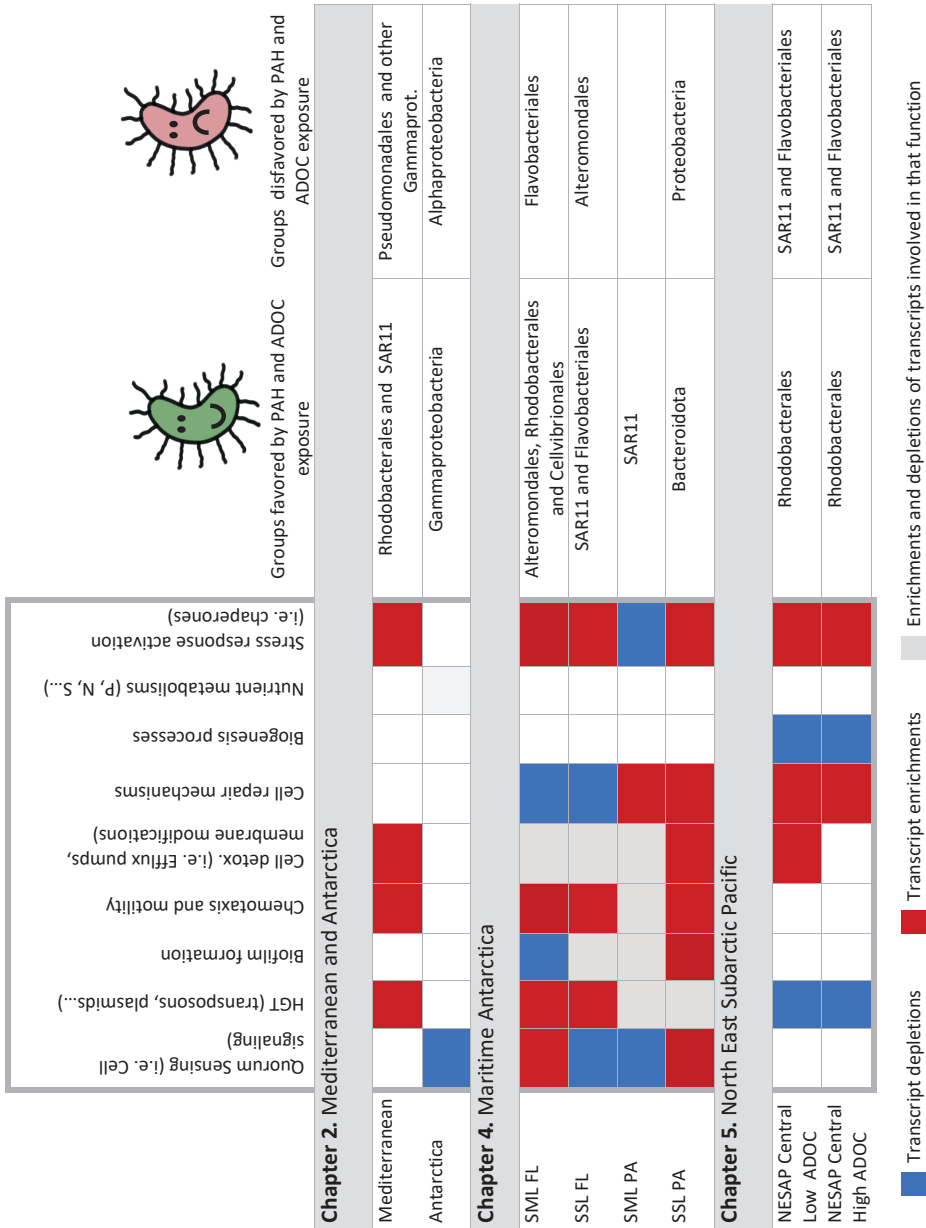 Quorum Sensing (i.e. Cell
signaling)
HGT (transposons, plasmids...)
Biofilm formation
Chemotaxis and motility
Cell detox. (i.e. Efflux pumps,
membrane modifications)
Cell repair mechanisms
Biogenesis processes
Nutrient metabolisms (P, N, S...)
Stress response activation
(i.e. chaperones)
Groups favored by PAH and ADOC
exposure
Groups disfavored by PAH and
ADOC exposure
Chapter 2. Mediterranean and Antarctica
Mediterranean
Rhodobacterales and SAR11
Pseudomonadales and other
Gammaprot.
Antarctica
Gammaproteobacteria
Alphaproteobacteria
Chapter 4. Maritime Antarctica
SML FL
Alteromondales, Rhodobacterales
and Cellvibrionales
Flavobacteriales
SSL FL
SAR11 and Flavobacteriales
Alteromondales
SML PA
SAR11
SSL PA
Bacteroidota
Proteobacteria
Chapter 5. North East Subarctic Pacific
NESAP Central
Low ADOC
Rhodobacterales
SAR11 and Flavobacteriales
NESAP Central
High ADOC
Rhodobacterales
SAR11 and Flavobacteriales
Transcript depletions
Transcript enrichments
Enrichments and depletions of transcripts involved in that function